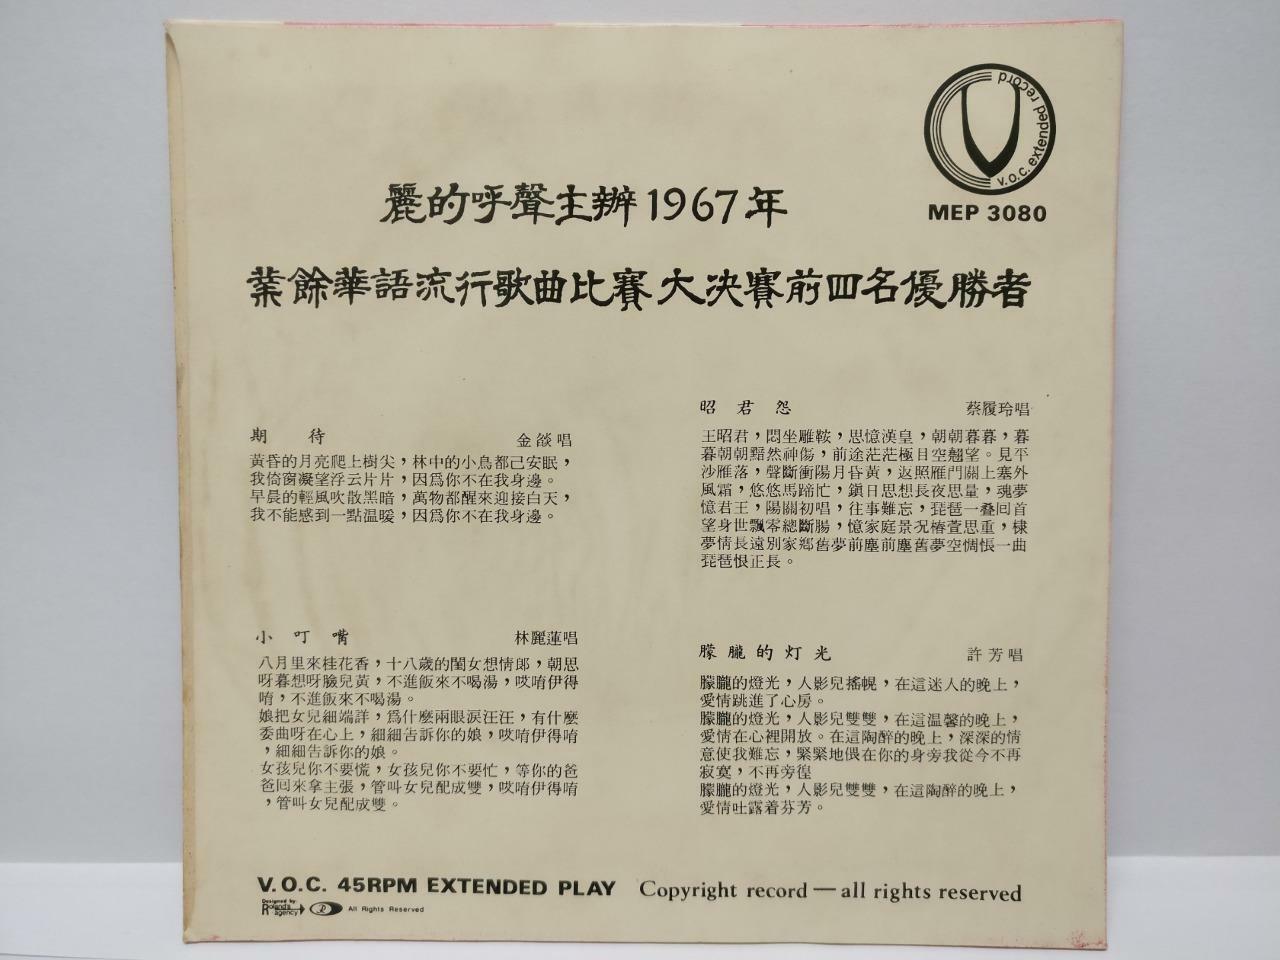 v.o.c. extended record
MEP 3080
麗的呼聲主辦1967年
業餘華語流行歌曲比賽大決賽前四名優勝者
期待 金燄唱
黃昏的月亮爬上樹尖，林中的小鳥都己安眠，
我倚窗凝望浮云片片，因爲你不在我身邊。
早晨的輕風吹散黑暗，萬物都醒來迎接白天，
我不能感到一點温暖，因爲你不在我身邊。
昭君怨 蔡履玲唱
王昭君，悶坐雕鞍，思憶漢皇，朝朝暮暮，暮
暮朝朝黯然神傷，前途茫茫極目空翹望。見平
沙雁落，聲斷衡陽月昏黃，返照雁門關上塞外
風霜，悠悠馬蹄忙，鎭日思想長夜思量，魂夢
憶君王，陽關初唱，往事難忘，琵琶一叠回首
望身世飄零總斷腸，憶家庭景况椿萱思重，棣
夢情長遠別家鄉舊夢前塵前塵舊夢空惆悵一曲
琵琶恨正長。
小叮嘴 林麗蓮唱
八月里來桂花香，十八歲的閨女想情郎，朝思
呀暮想呀臉兒黃，不進飯來不喝湯，哎唷伊得
唷，不進飯來不喝湯。
娘把女兒細端詳，爲什麼兩眼淚汪汪，有什麼
委曲呀在心上，細細告訴你的娘，哎唷伊得唷
，細細告訴你的娘。
女孩兒你不要慌，女孩兒你不要忙，等你的爸
爸回來拿主張，管叫女兒配成雙，哎唷伊得唷
，管叫女兒配成雙。
朦朧的灯光 許芳唱
朦朧的燈光，人影兒搖幌，在這迷人的晚上，
愛情跳進了心房。
朦朧的燈光，人影兒雙雙，在這温馨的晚上，
愛情在心裡開放。在這陶醉的晚上，深深的情
意使我難忘，緊緊地偎在你的身旁我從今不再
寂寞，不再旁徨
朦朧的燈光，人影兒雙雙，在這陶醉的晚上，
愛情吐露着芬芳。
V.O.C. 45RPM EXTENDED PLAY Copyright record — all rights reserved
Designed by:
Roland's agency All Rights Reserved